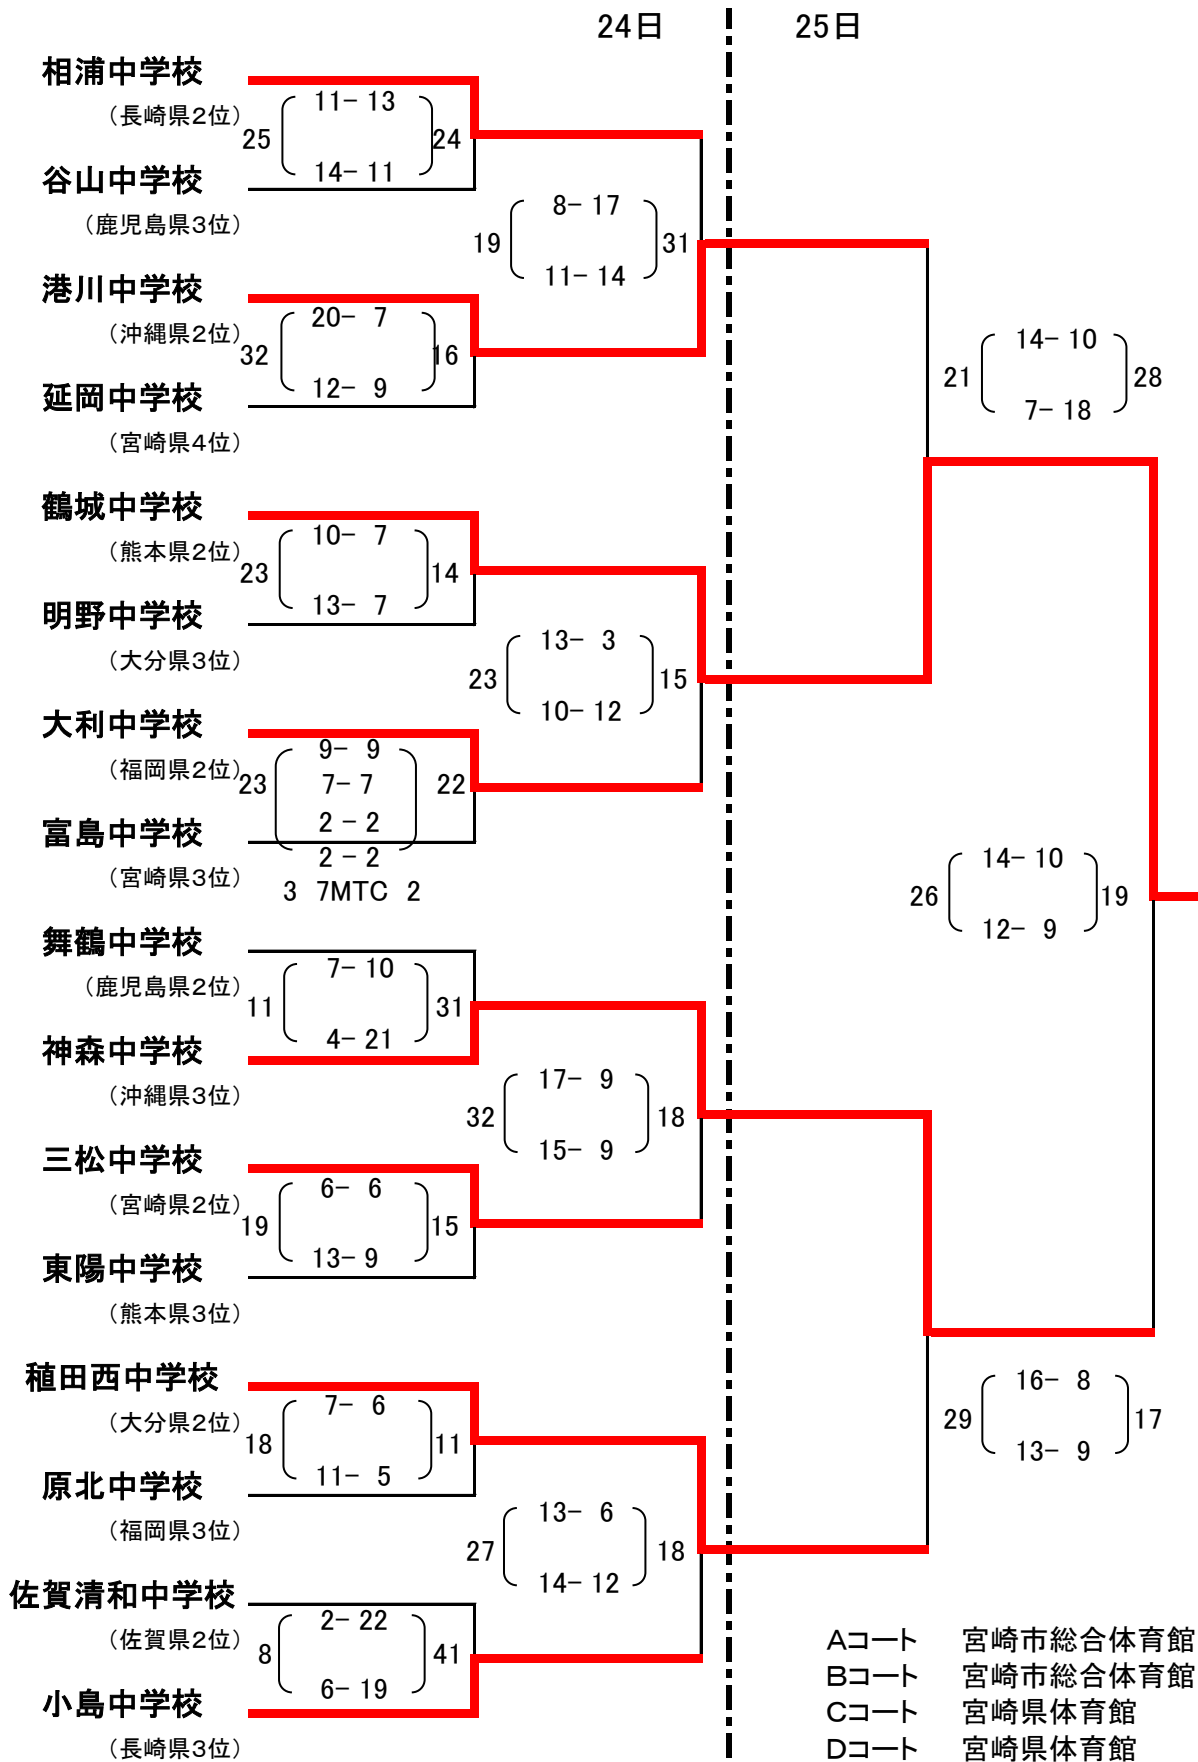 24日 25日
相浦中学校
（長崎県2位）
11− 13
25 24
14− 11
谷山中学校
（鹿児島県3位）
8− 17
19 31
11− 14
港川中学校
（沖縄県2位）
20− 7
32 16
12− 9
延岡中学校
（宮崎県4位）
14− 10
21 28
7− 18
鶴城中学校
（熊本県2位）
10− 7
23 14
13− 7
明野中学校
（大分県3位）
13− 3
23 15
10− 12
大利中学校
（福岡県2位）
9− 9
23 22
7− 7
2 − 2
富島中学校
2 − 2
（宮崎県3位）
3 7MTC 2
14− 10
26 19
12− 9
舞鶴中学校
（鹿児島県2位）
7− 10
11 31
4− 21
神森中学校
（沖縄県3位）
17− 9
32 18
15− 9
三松中学校
（宮崎県2位）
6− 6
19 15
13− 9
東陽中学校
（熊本県3位）
稙田西中学校
（大分県2位）
7− 6
18 11
11− 5
16− 8
29 17
13− 9
原北中学校
（福岡県3位）
13− 6
27 18
14− 12
佐賀清和中学校
（佐賀県2位）
2− 22
8 41
6− 19
小島中学校
（長崎県3位）
Aコート 宮崎市総合体育館
Bコート 宮崎市総合体育館
Cコート 宮崎県体育館
Dコート 宮崎県体育館